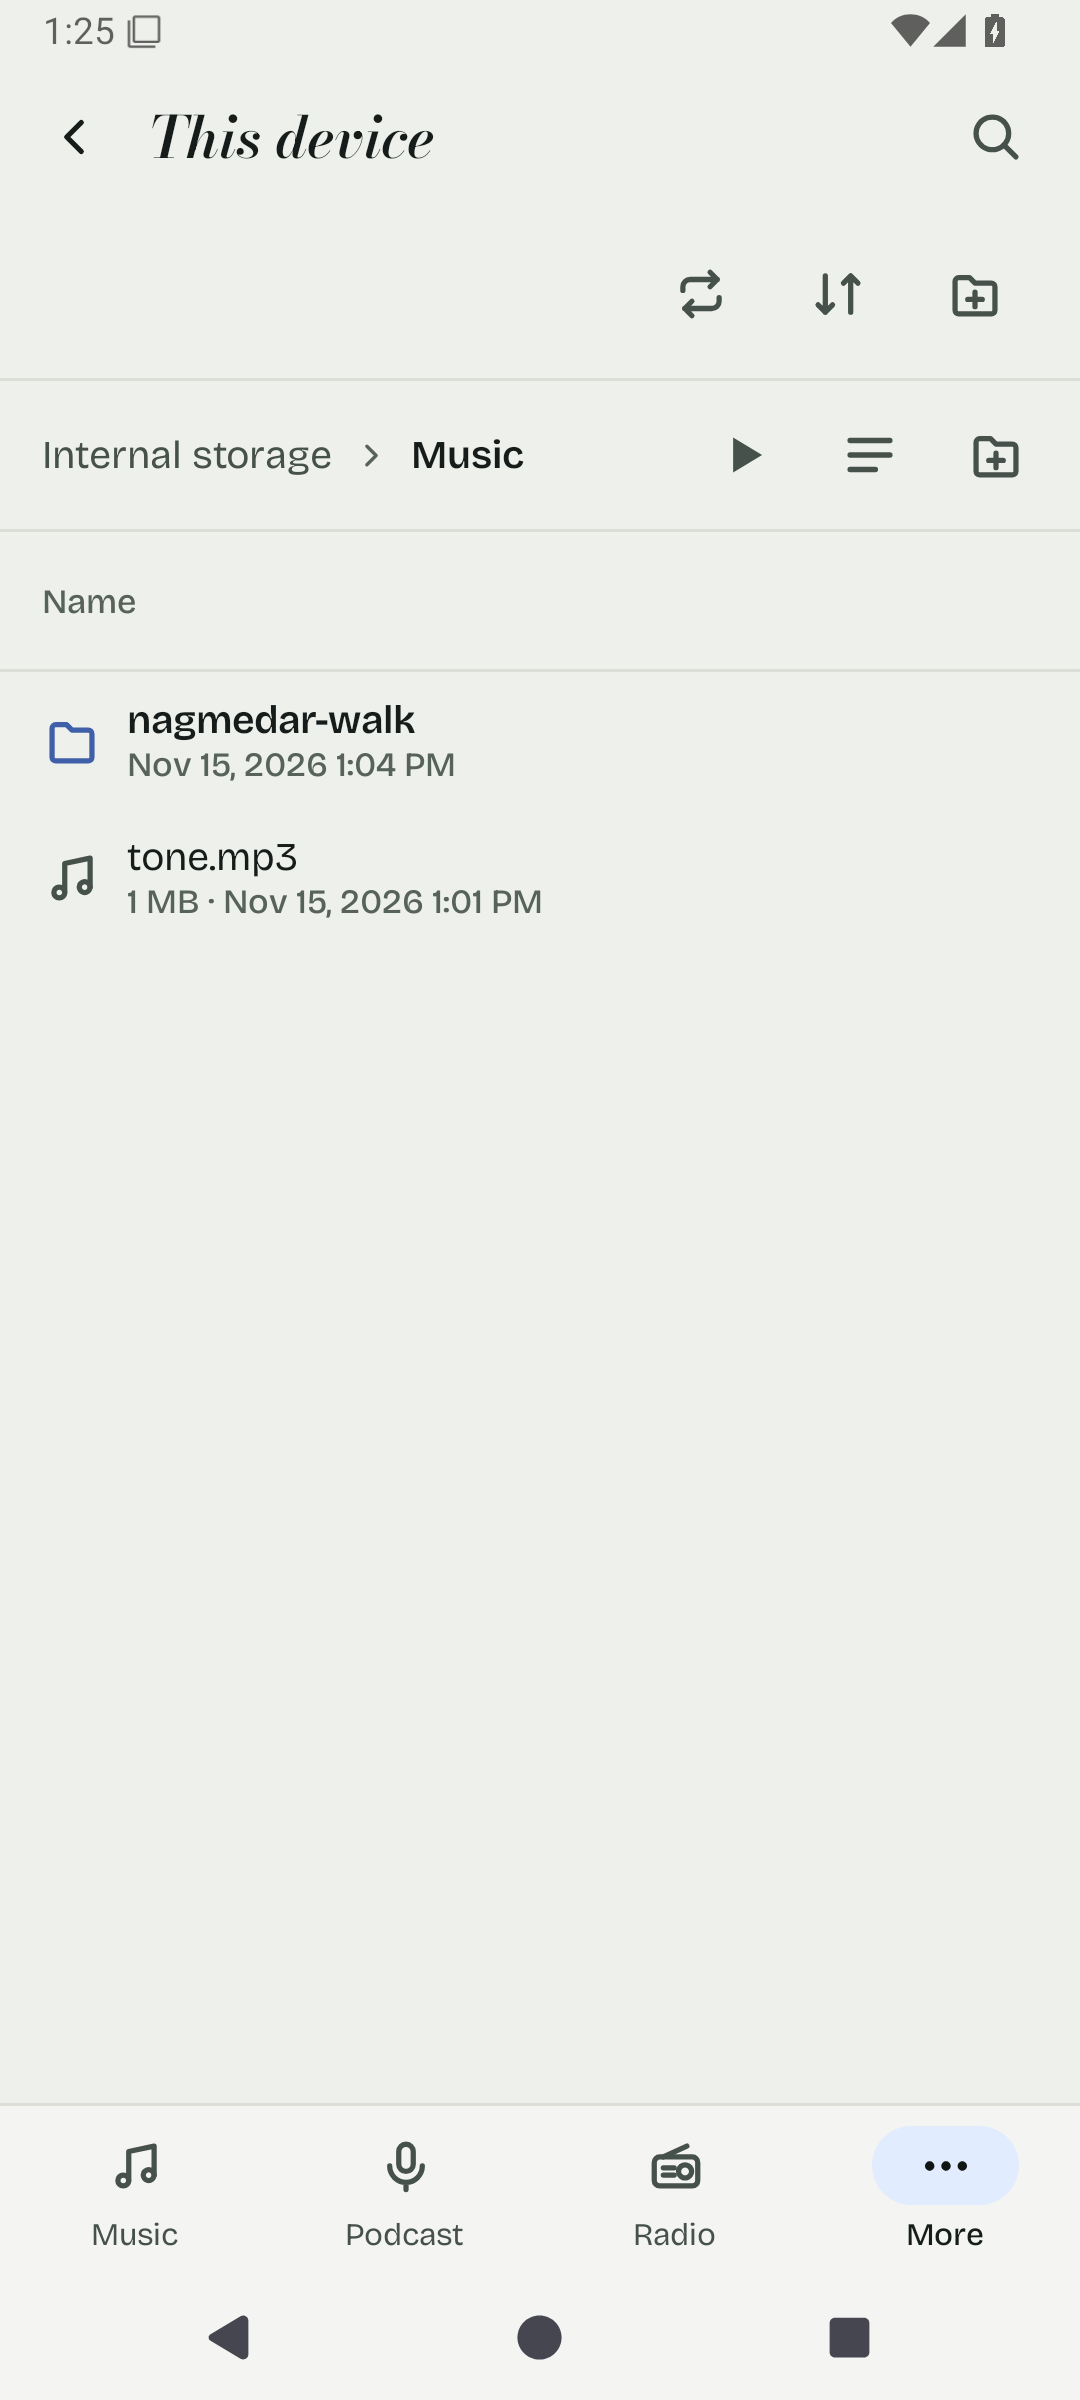 1:25
This device
Internal storage > Music
Name
nagmedar-walk
Nov 15, 2026 1:04 PM
tone.mp3
1 MB · Nov 15, 2026 1:01 PM
Music Podcast Radio More